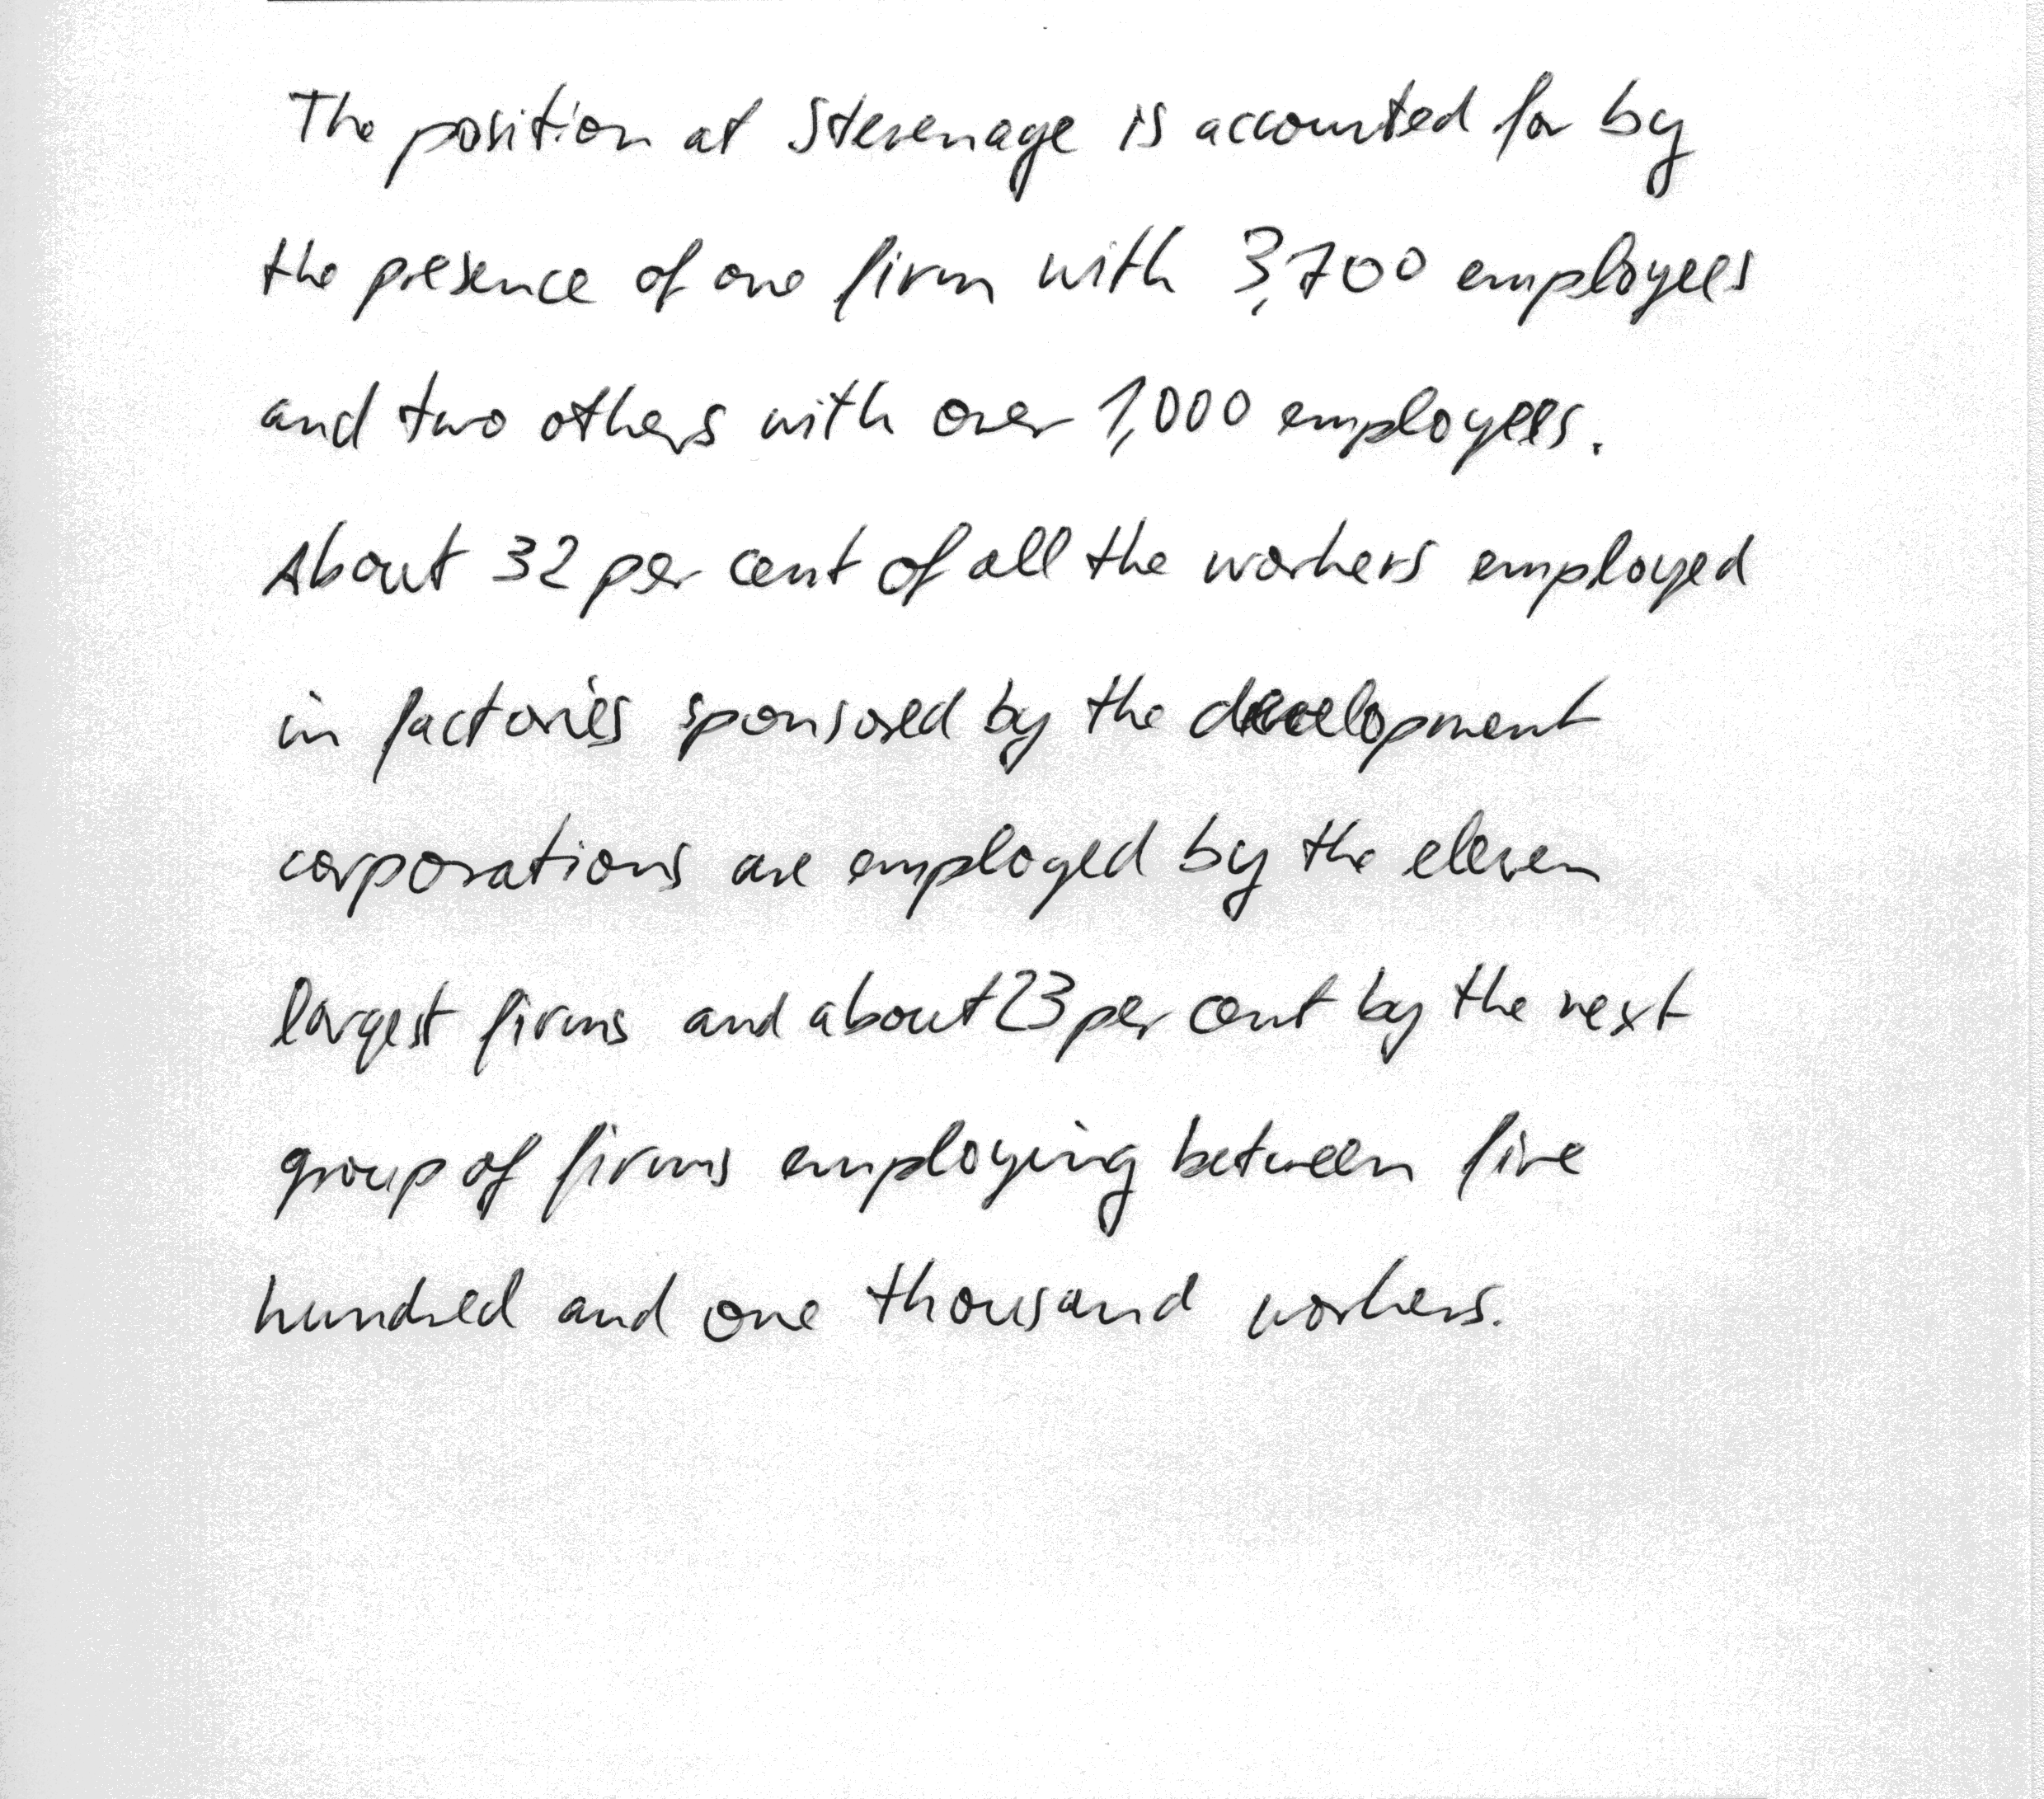 The position at Stevenage is accounted for by
the presence of one firm with 3,700 employees
and two others with over 1,000 employees.
About 32 per cent of all the workers employed
in factories sponsored by the development
corporations are employed by the eleven
largest firms and about 23 per cent by the next
group of firms employing between five
hundred and one thousand workers.